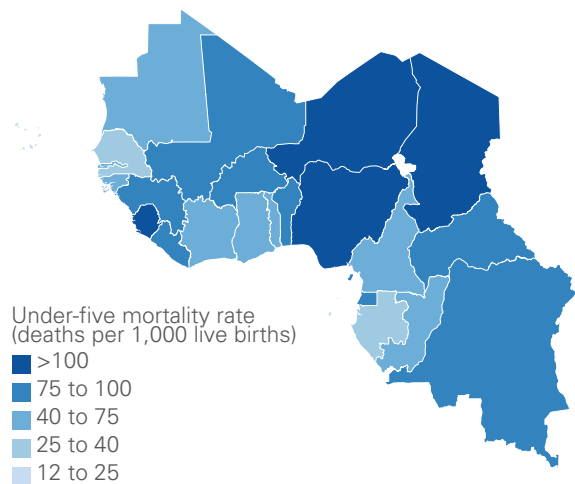 Under-five mortality rate
(deaths per 1,000 live births)
>100
75 to 100
40 to 75
25 to 40
12 to 25